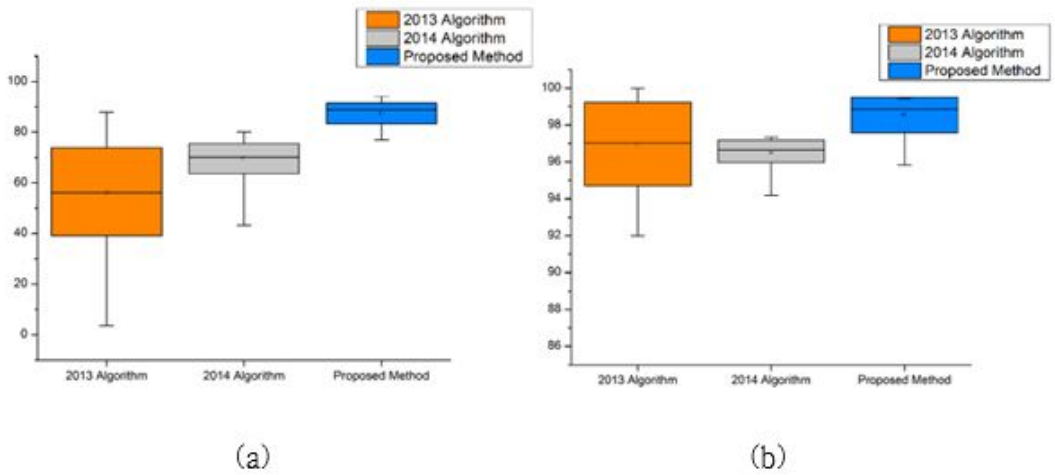 2013 Algorithm
2014 Algorithm
Proposed Method
100
80
60
40
20
0
2013 Algorithm 2014 Algorithm Proposed Method
(a)
2013 Algorithm
2014 Algorithm
Proposed Method
100
98
96
94
92
90
88
86
2013 Algorithm 2014 Algorithm Proposed Method
(b)